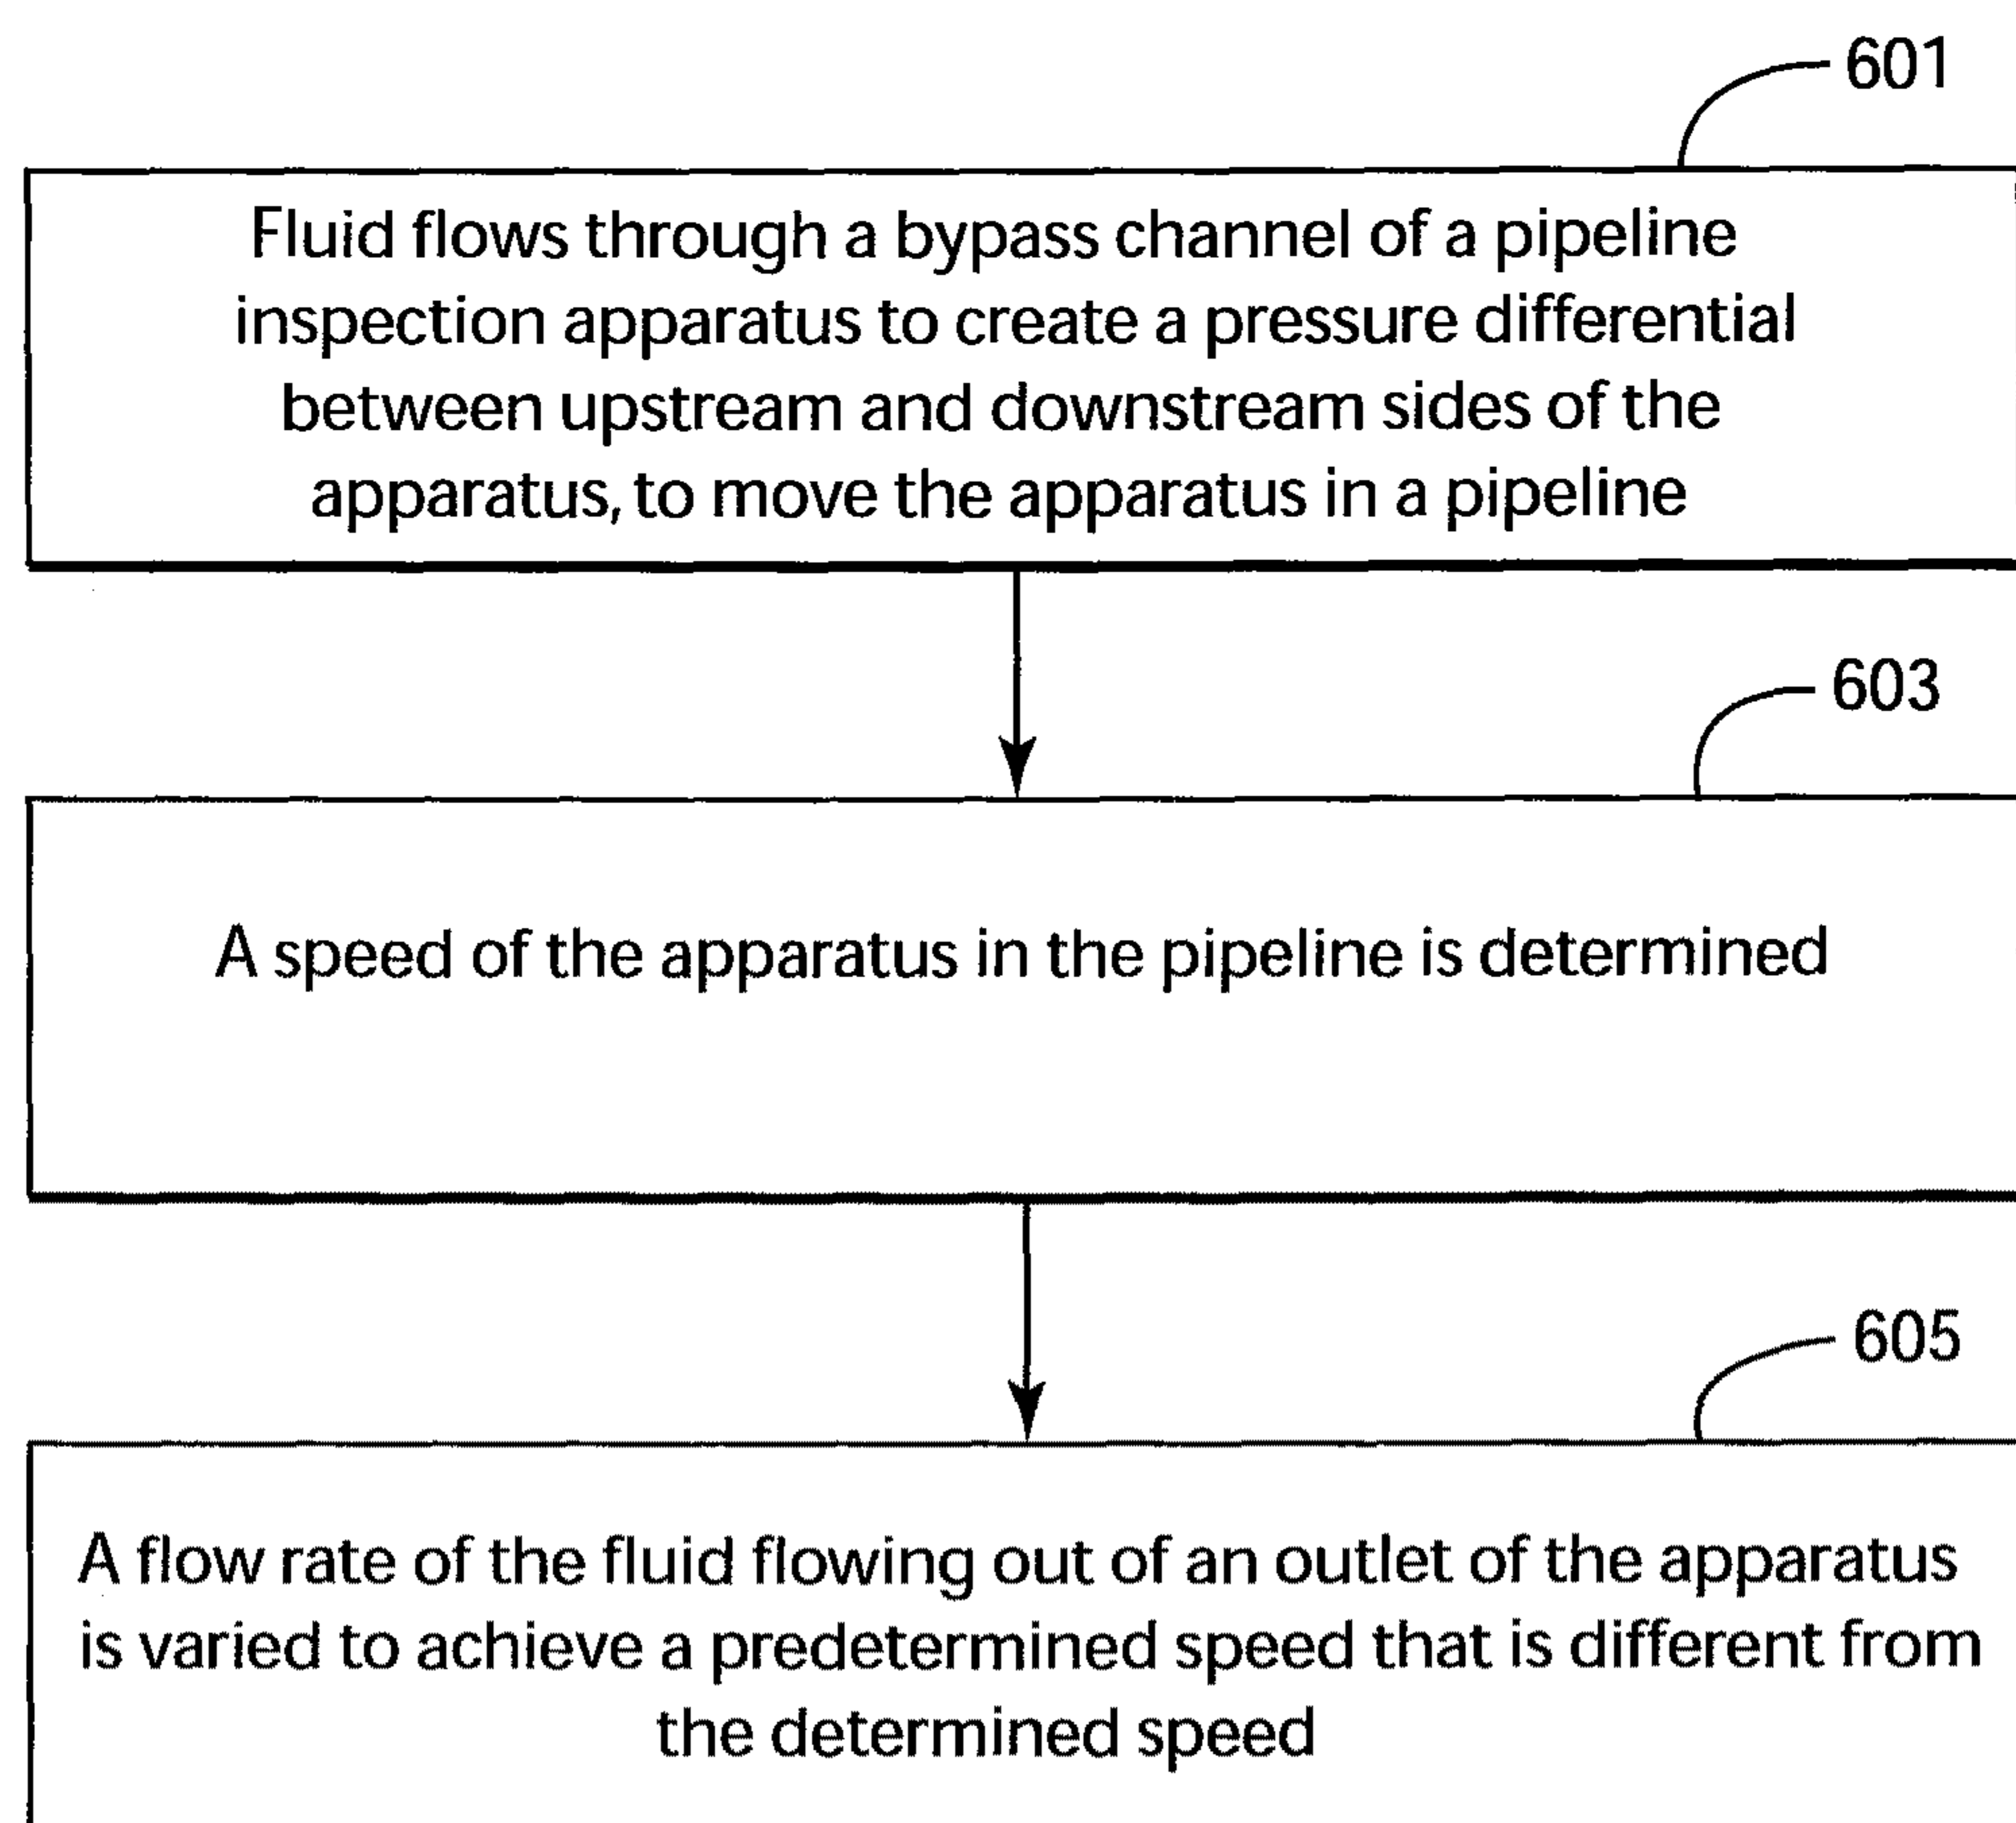 601
Fluid flows through a bypass channel of a pipeline
inspection apparatus to create a pressure differential
between upstream and downstream sides of the
apparatus, to move the apparatus in a pipeline
603
A speed of the apparatus in the pipeline is determined
605
A flow rate of the fluid flowing out of an outlet of the apparatus
is varied to achieve a predetermined speed that is different from
the determined speed